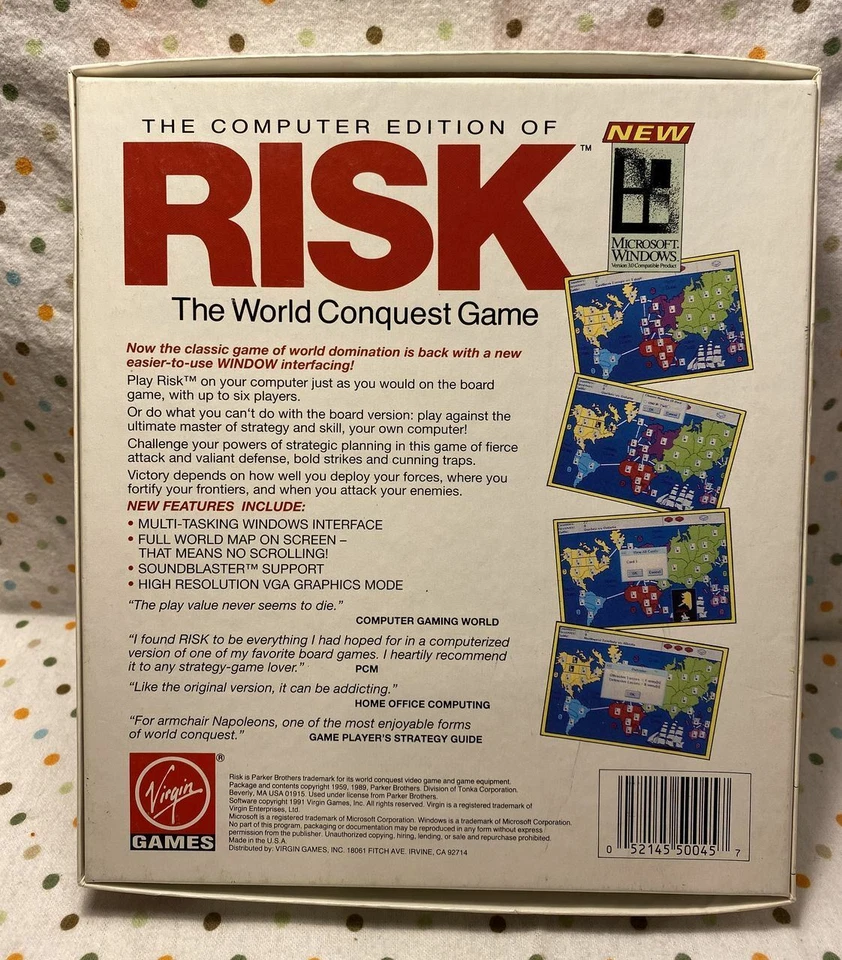 THE COMPUTER EDITION OF
RISK™
The World Conquest Game
NEW
MICROSOFT®
WINDOWS™
Version 3.0 Compatible Product
Now the classic game of world domination is back with a new
easier-to-use WINDOW interfacing!
Play Risk™ on your computer just as you would on the board
game, with up to six players.
Or do what you can't do with the board version: play against the
ultimate master of strategy and skill, your own computer!
Challenge your powers of strategic planning in this game of fierce
attack and valiant defense, bold strikes and cunning traps.
Victory depends on how well you deploy your forces, where you
fortify your frontiers, and when you attack your enemies.
NEW FEATURES INCLUDE:
• MULTI-TASKING WINDOWS INTERFACE
• FULL WORLD MAP ON SCREEN –
THAT MEANS NO SCROLLING!
• SOUNDBLASTER™ SUPPORT
• HIGH RESOLUTION VGA GRAPHICS MODE
"The play value never seems to die."
COMPUTER GAMING WORLD
"I found RISK to be everything I had hoped for in a computerized
version of one of my favorite board games. I heartily recommend
it to any strategy-game lover." PCM
"Like the original version, it can be addicting."
HOME OFFICE COMPUTING
"For armchair Napoleons, one of the most enjoyable forms
of world conquest." GAME PLAYER'S STRATEGY GUIDE
Virgin®
GAMES
Risk is Parker Brothers trademark for its world conquest video game and game equipment.
Package and contents copyright 1959, 1989, Parker Brothers. Division of Tonka Corporation.
Beverly, MA USA 01915. Used under license from Parker Brothers.
Software copyright 1991 Virgin Games, Inc. All rights reserved. Virgin is a registered trademark of
Virgin Enterprises, Ltd.
Microsoft is a registered trademark of Microsoft Corporation. Windows is a trademark of Microsoft Corporation.
No part of this program, packaging or documentation may be reproduced in any form without express
permission from the publisher. Unauthorized copying, hiring, lending, or sale and repurchase prohibited.
Made in the U.S.A.
Distributed by: VIRGIN GAMES, INC. 18061 FITCH AVE. IRVINE, CA 92714
0 52145 50045 7